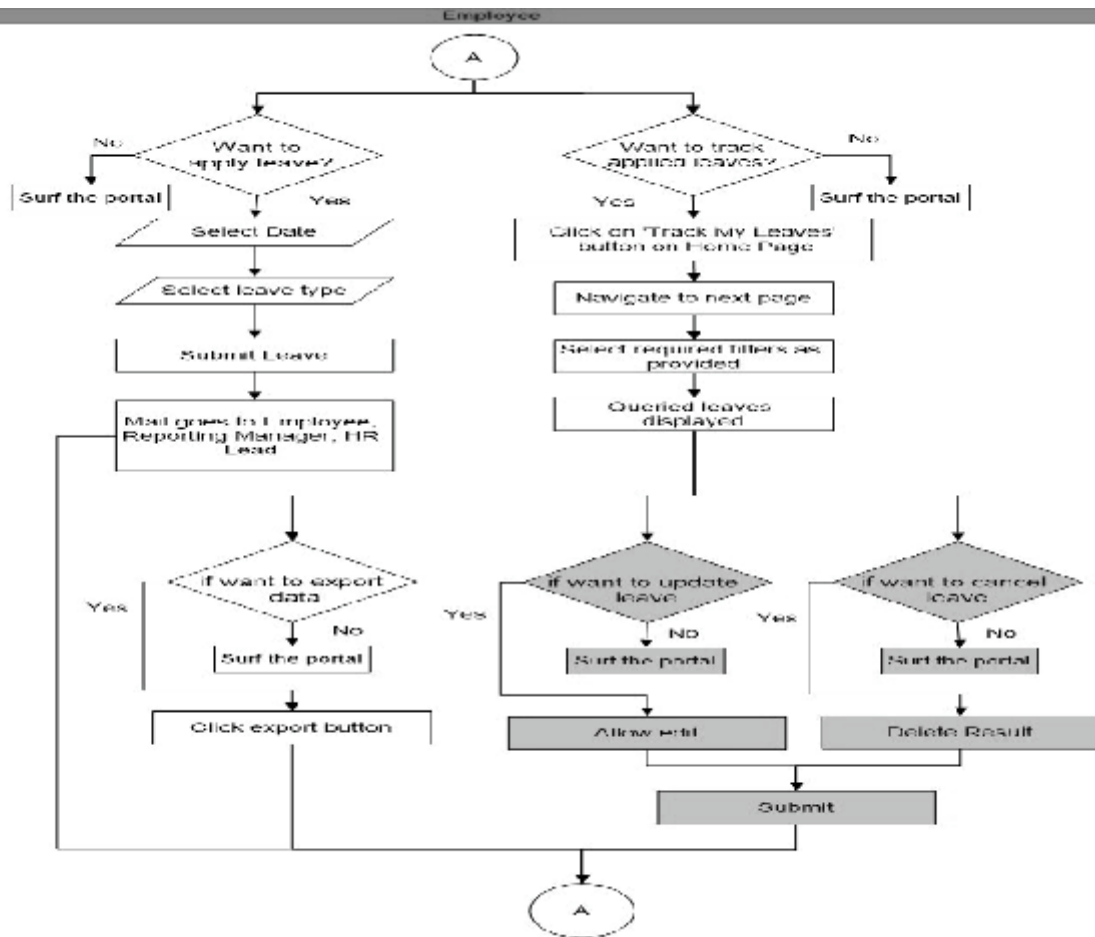 Employee
A
No
Want to
apply leave?
Want to track
applied leaves?
No
Surf the portal
Yes
Yes
Surf the portal
Select Date
Click on 'Track My Leaves'
button on Home Page
Select leave type
Navigate to next page
Submit Leave
Select required filters as
provided
Mail goes to Employee,
Reporting Manager, HR
Lead
Queried leaves
displayed
if want to export
data
if want to update
leave
if want to cancel
leave
Yes
Yes
Yes
No
No
No
Surf the portal
Surf the portal
Surf the portal
Click export button
Allow edit
Delete Result
Submit
A